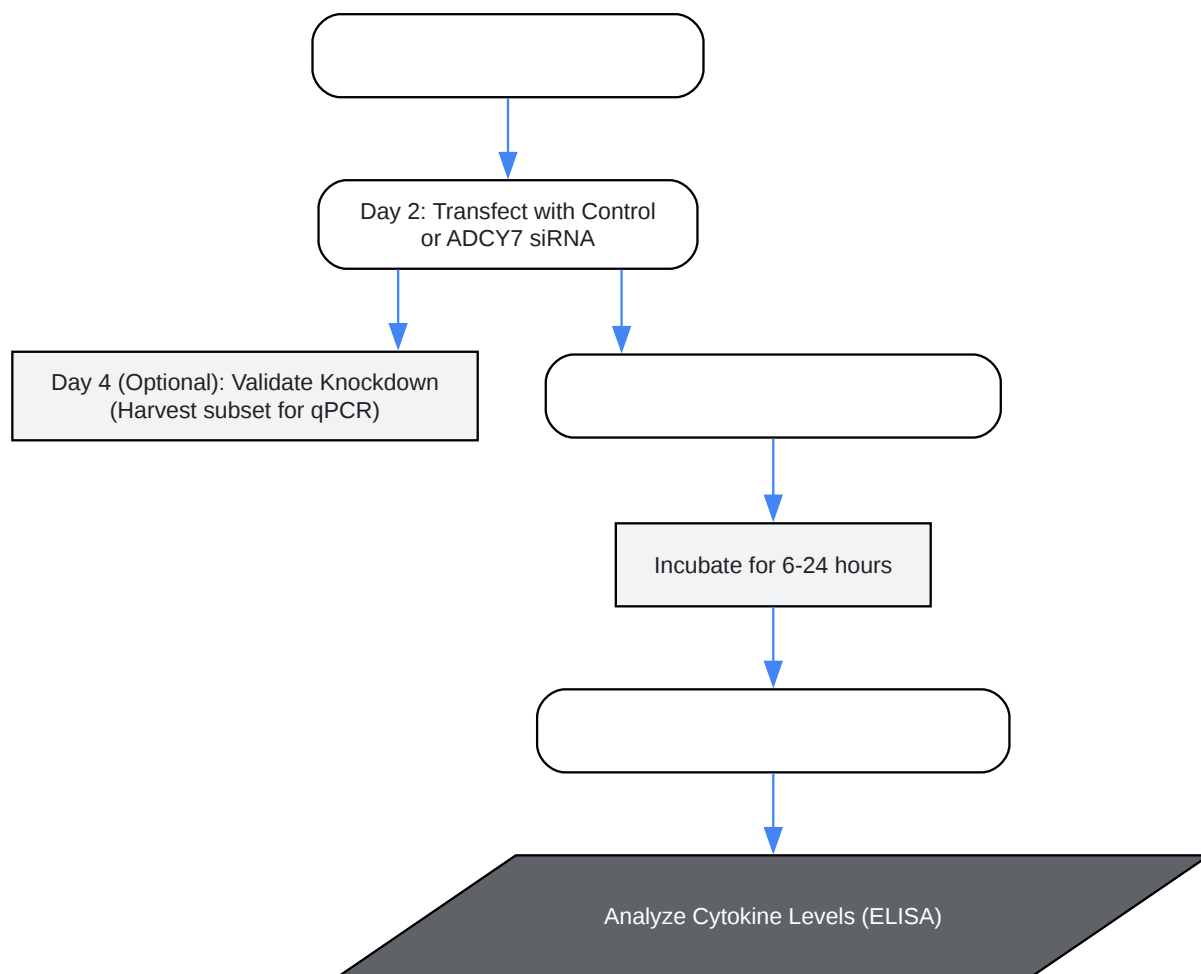 Day 2: Transfect with Control
or ADCY7 siRNA
Day 4 (Optional): Validate Knockdown
(Harvest subset for qPCR)
Incubate for 6-24 hours
Analyze Cytokine Levels (ELISA)